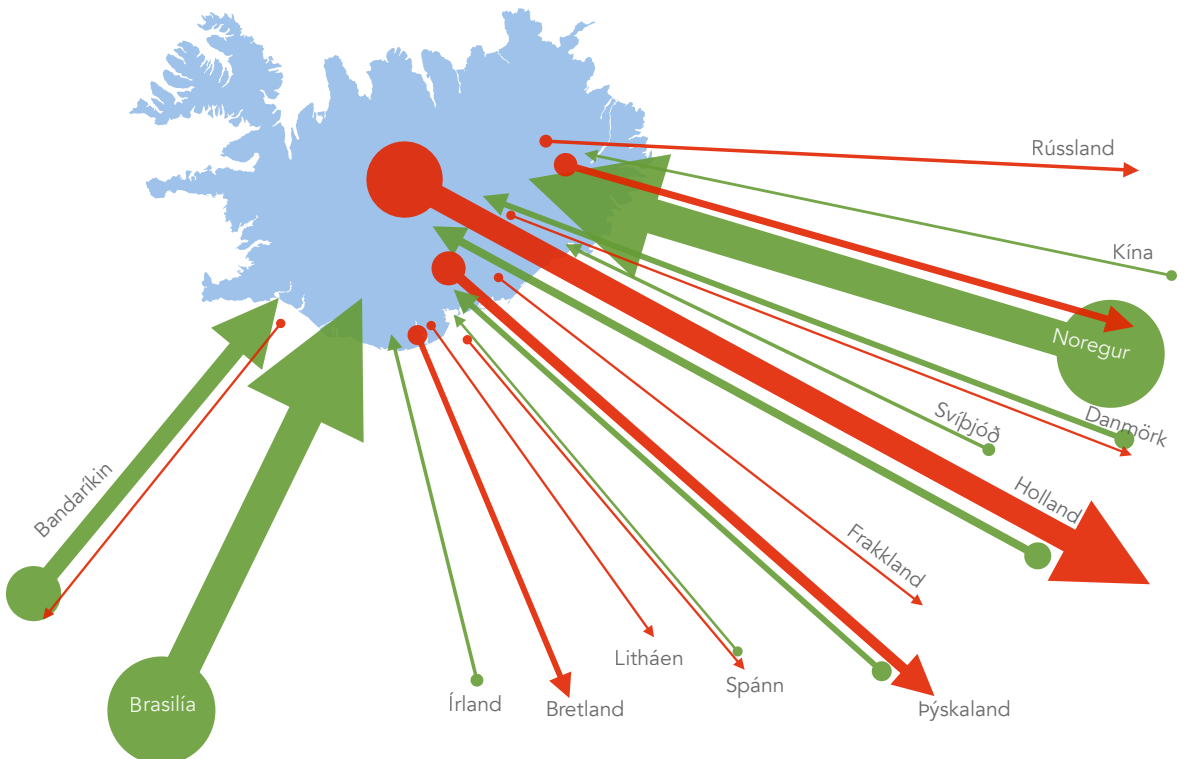 Rússland
Kína
Noregur
Danmörk
Svíþjóð
Holland
Frakkland
Bandaríkin
Litháen
Spánn
Írland
Bretland
Þýskaland
Brasilía